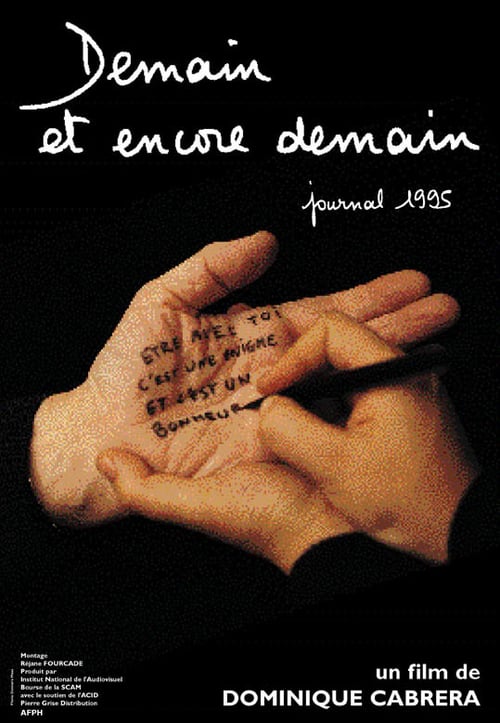 Demain
et encore demain
journal 1995
ETRE AVEC TOI
C'EST UNE ENIGME
ET C'EST UN
BONHEUR
Montage
Réjane FOURCADE
Produit par
Institut National de l'Audiovisuel
Bourse de la SCAM
avec le soutien de l'ACID
Pierre Grise Distribution
AFPH
un film de
DOMINIQUE CABRERA